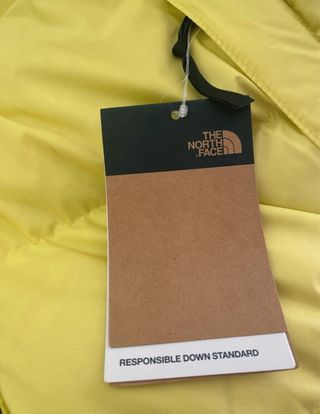 THE
NORTH
FACE
RESPONSIBLE DOWN STANDARD